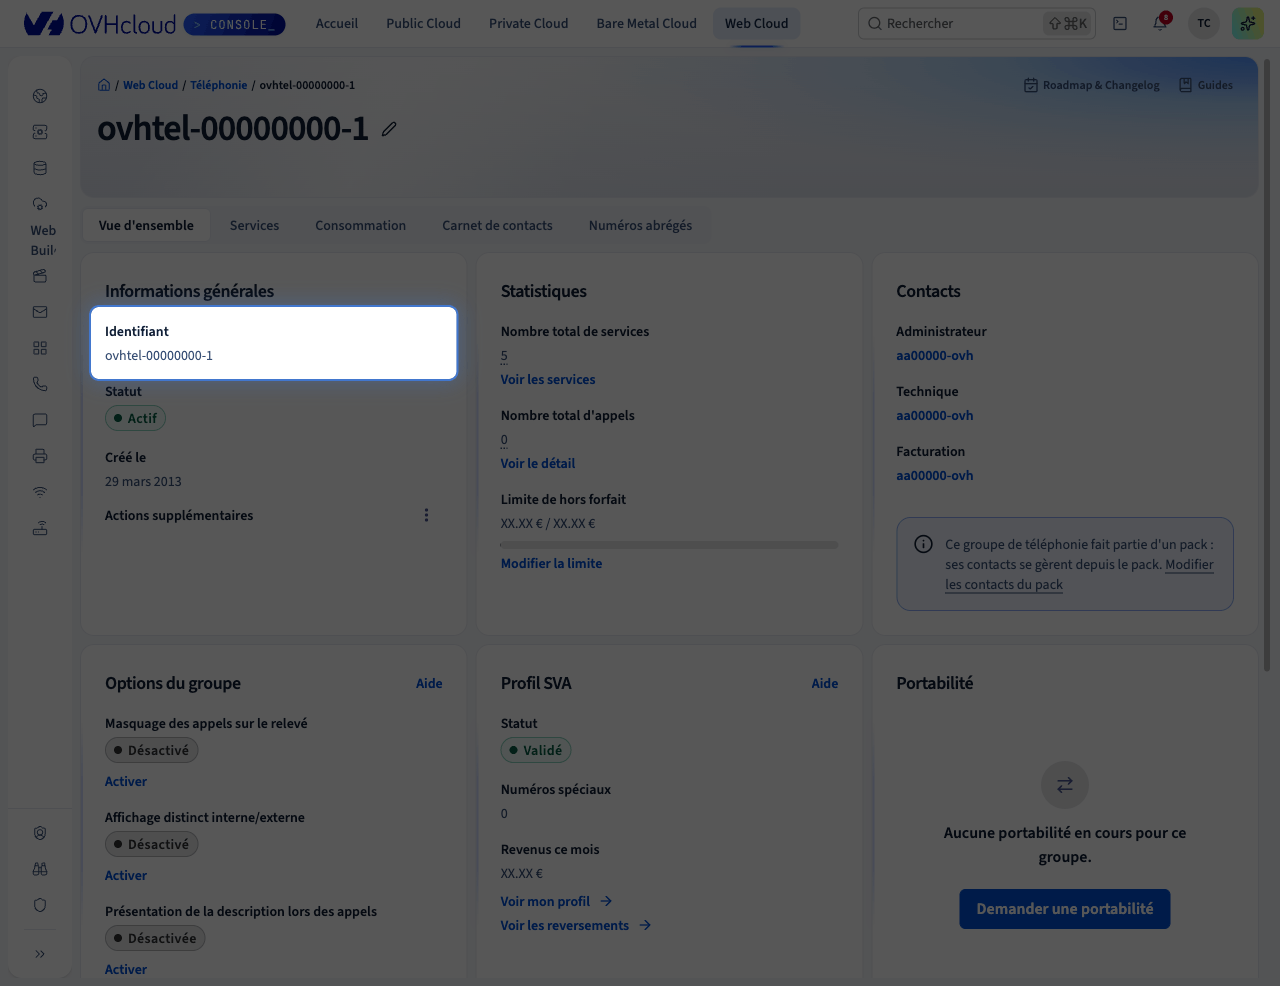 OVHcloud > CONSOLE_ Accueil Public Cloud Private Cloud Bare Metal Cloud Web Cloud Rechercher ⇧⌘K 8 TC
/ Web Cloud / Téléphonie / ovhtel-00000000-1 Roadmap & Changelog Guides
ovhtel-00000000-1
Web
Buil
Vue d'ensemble Services Consommation Carnet de contacts Numéros abrégés
Informations générales
Identifiant
ovhtel-00000000-1
Statut
Actif
Créé le
29 mars 2013
Actions supplémentaires
Statistiques
Nombre total de services
5
Voir les services
Nombre total d'appels
0
Voir le détail
Limite de hors forfait
XX.XX € / XX.XX €
Modifier la limite
Contacts
Administrateur
aa00000-ovh
Technique
aa00000-ovh
Facturation
aa00000-ovh
Ce groupe de téléphonie fait partie d'un pack :
ses contacts se gèrent depuis le pack. Modifier
les contacts du pack
Options du groupe Aide
Masquage des appels sur le relevé
Désactivé
Activer
Affichage distinct interne/externe
Désactivé
Activer
Présentation de la description lors des appels
Désactivée
Activer
Profil SVA Aide
Statut
Validé
Numéros spéciaux
0
Revenus ce mois
XX.XX €
Voir mon profil →
Voir les reversements →
Portabilité
Aucune portabilité en cours pour ce
groupe.
Demander une portabilité